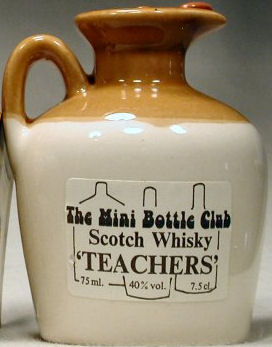 The Mini Bottle Club
Scotch Whisky
'TEACHERS'
75 ml. 40% vol. 7.5 cl.